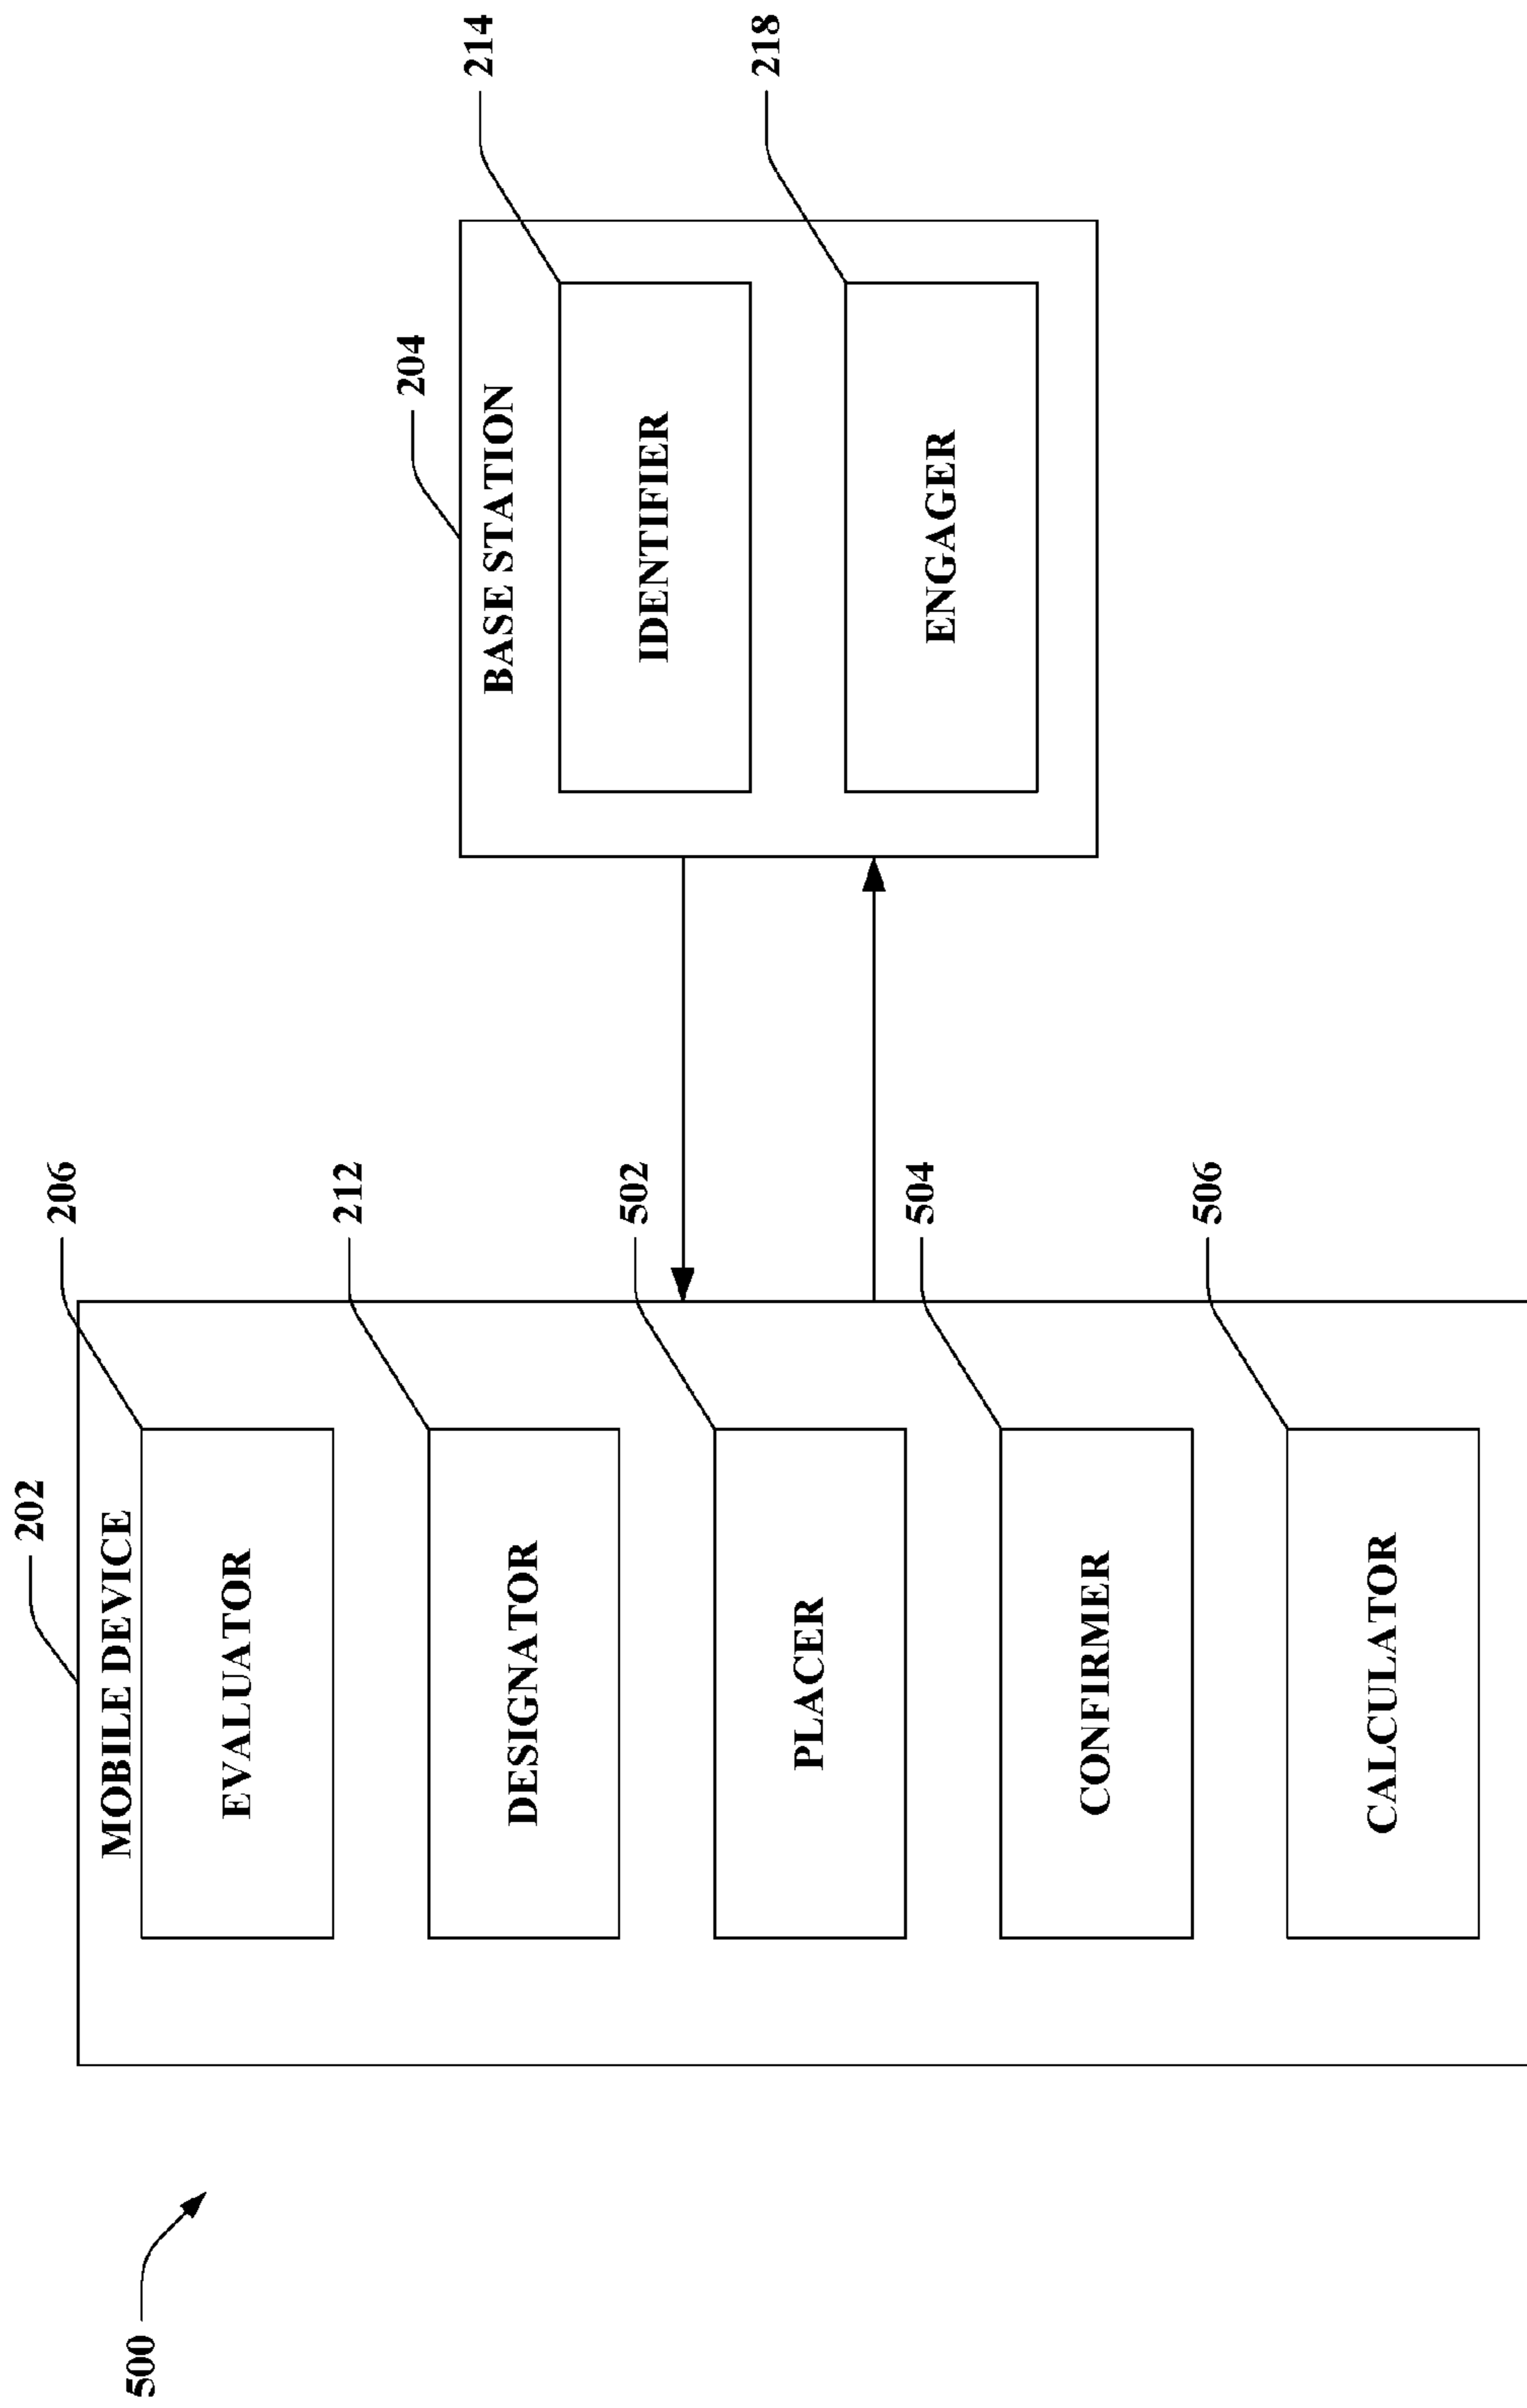 500
202
MOBILE DEVICE
206
EVALUATOR
212
DESIGNATOR
502
PLACER
504
CONFIRMER
506
CALCULATOR
204
BASE STATION
214
IDENTIFIER
218
ENGAGER